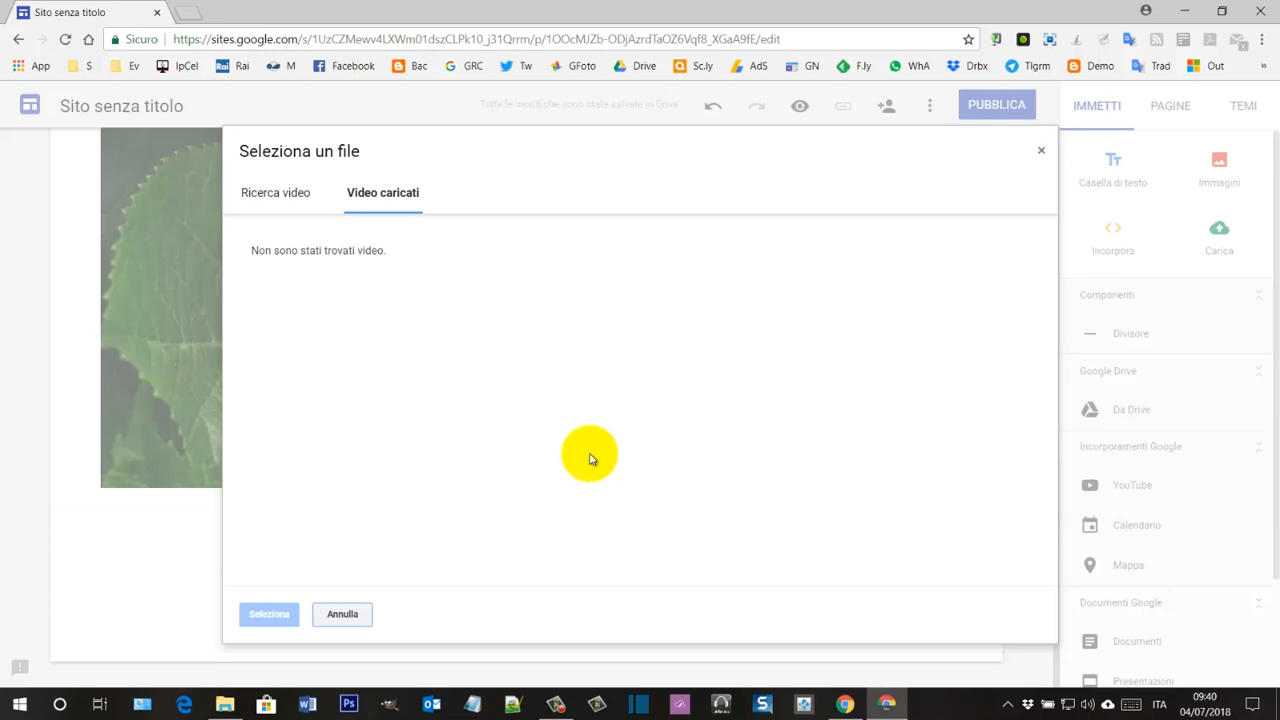 Sito senza titolo
Sicuro
https://sites.google.com/s/1UzCZMewv4LXWm01dszCLPk10_j31Qrrm/p/1OOcMJZb-ODjAzrdTaOZ6Vqf8_XGaA9fE/edit
App S Ev IpCel Rai M Facebook Bac GRC Tw GFoto Drive Sc.ly AdS GN F.ly WhA Drbx Tlgrm Demo Trad Out »
Sito senza titolo
Tutte le modifiche sono state salvate in Drive
PUBBLICA
IMMETTI PAGINE TEMI
Seleziona un file
Ricerca video Video caricati
Non sono stati trovati video.
Seleziona Annulla
Casella di testo Immagini
Incorpora Carica
Componenti
Divisore
Google Drive
Da Drive
Incorporamenti Google
YouTube
Calendario
Mappa
Documenti Google
Documenti
Presentazioni
ITA
09:40
04/07/2018